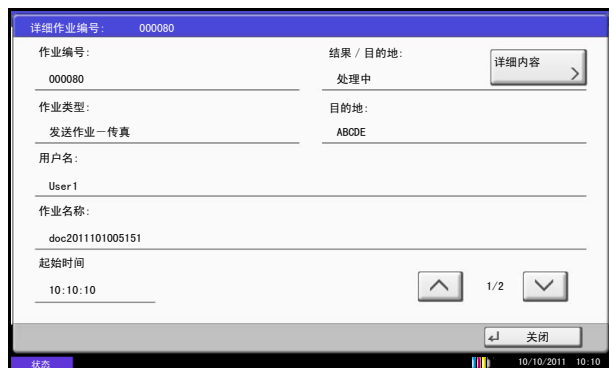 详细作业编号: 000080
作业编号:
000080
结果 / 目的地:
处理中
详细内容
作业类型:
发送作业－传真
目的地:
ABCDE
用户名:
User1
作业名称:
doc2011101005151
起始时间
10:10:10
1/2
关闭
状态
10/10/2011 10:10